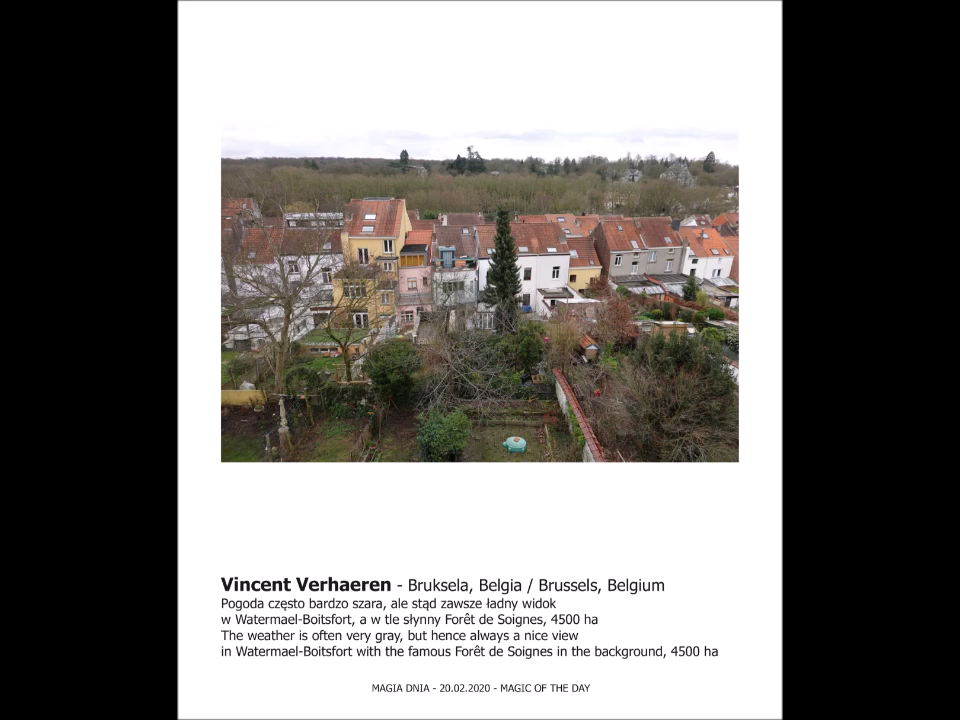 Vincent Verhaeren - Bruksela, Belgia / Brussels, Belgium
Pogoda często bardzo szara, ale stąd zawsze ładny widok
w Watermael-Boitsfort, a w tle słynny Forêt de Soignes, 4500 ha
The weather is often very gray, but hence always a nice view
in Watermael-Boitsfort with the famous Forêt de Soignes in the background, 4500 ha
MAGIA DNIA - 20.02.2020 - MAGIC OF THE DAY